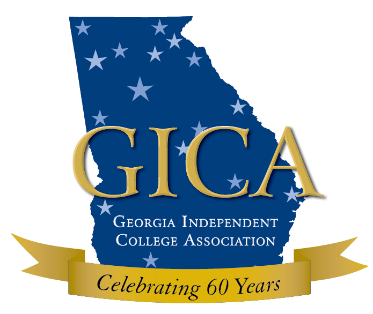 GICA
Georgia Independent
College Association
Celebrating 60 Years